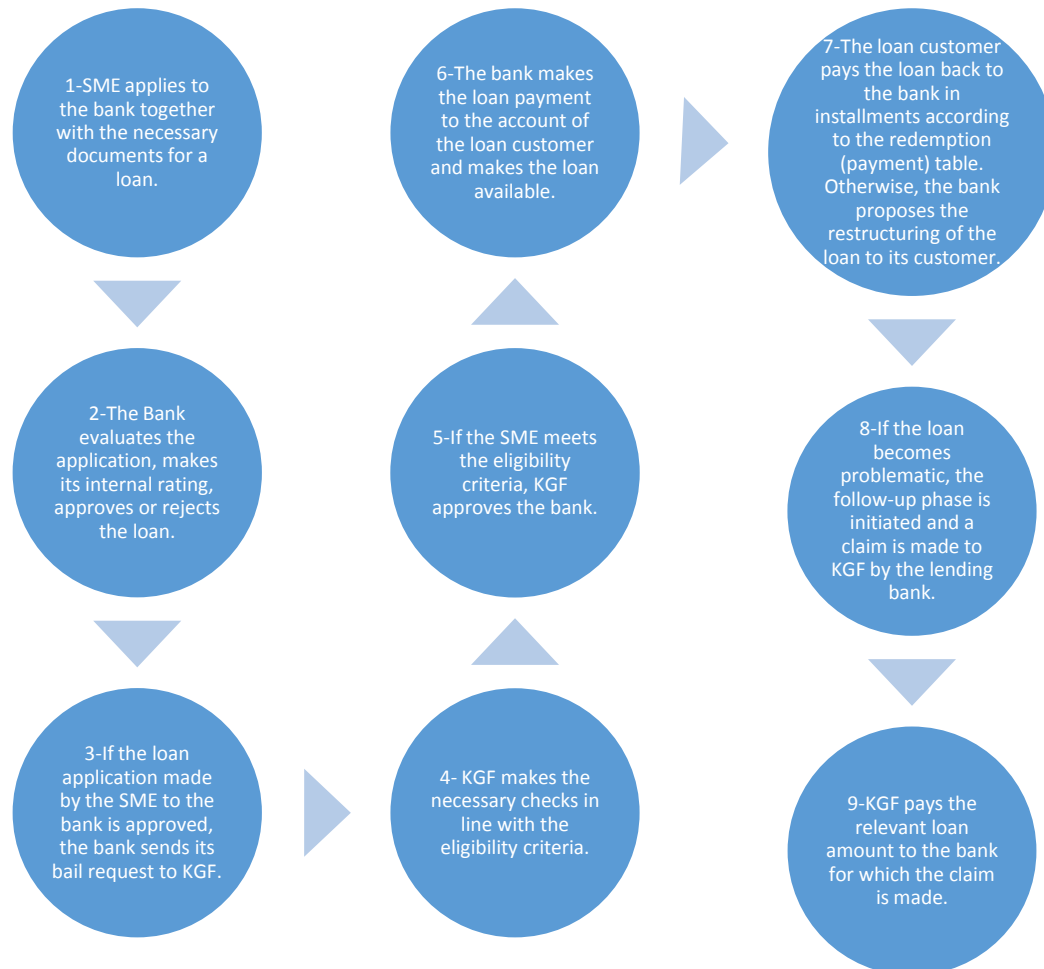 1-SME applies to
the bank together
with the necessary
documents for a
loan.
2-The Bank
evaluates the
application, makes
its internal rating,
approves or rejects
the loan.
3-If the loan
application made
by the SME to the
bank is approved,
the bank sends its
bail request to KGF.
4- KGF makes the
necessary checks in
line with the
eligibility criteria.
5-If the SME meets
the eligibility
criteria, KGF
approves the bank.
6-The bank makes
the loan payment
to the account of
the loan customer
and makes the loan
available.
7-The loan customer
pays the loan back to
the bank in
installments according
to the redemption
(payment) table.
Otherwise, the bank
proposes the
restructuring of the
loan to its customer.
8-If the loan
becomes
problematic, the
follow-up phase is
initiated and a
claim is made to
KGF by the lending
bank.
9-KGF pays the
relevant loan
amount to the bank
for which the claim
is made.